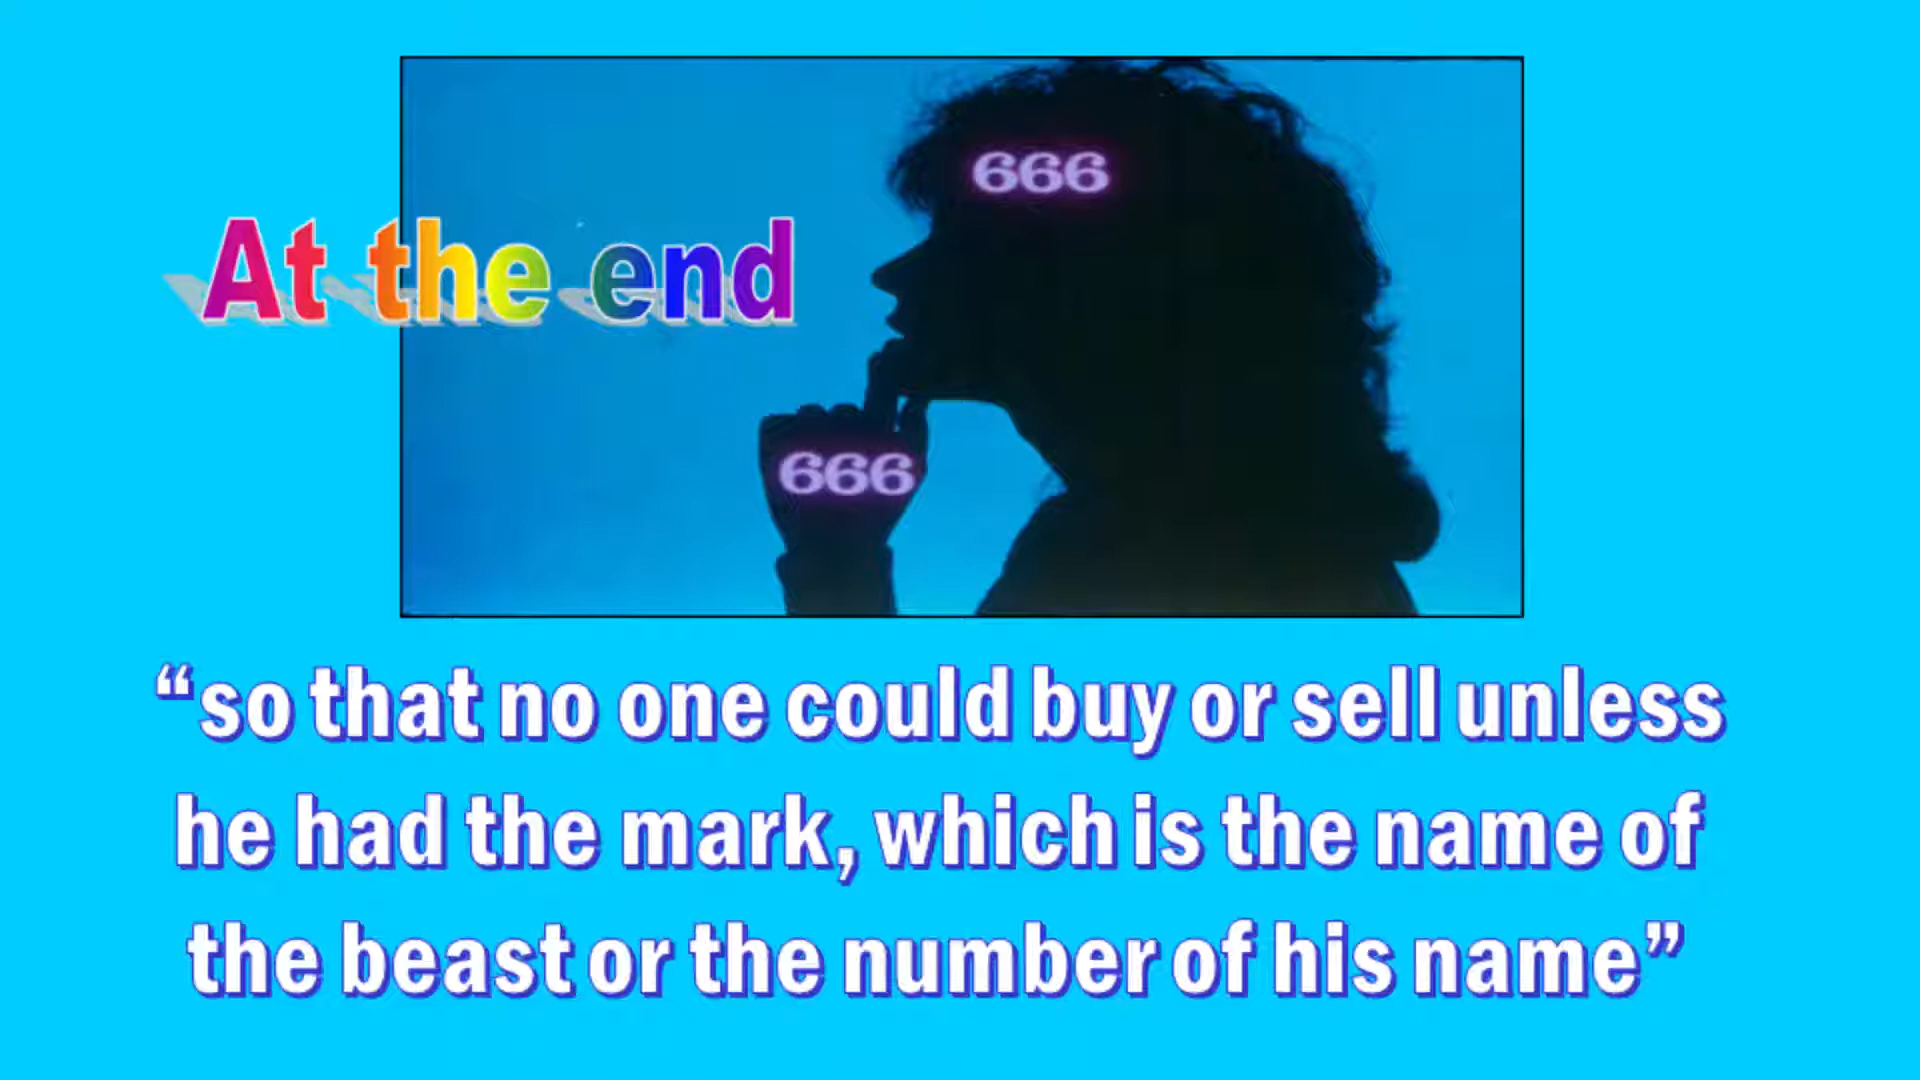 666
At the end
666
“so that no one could buy or sell unless
he had the mark, which is the name of
the beast or the number of his name”